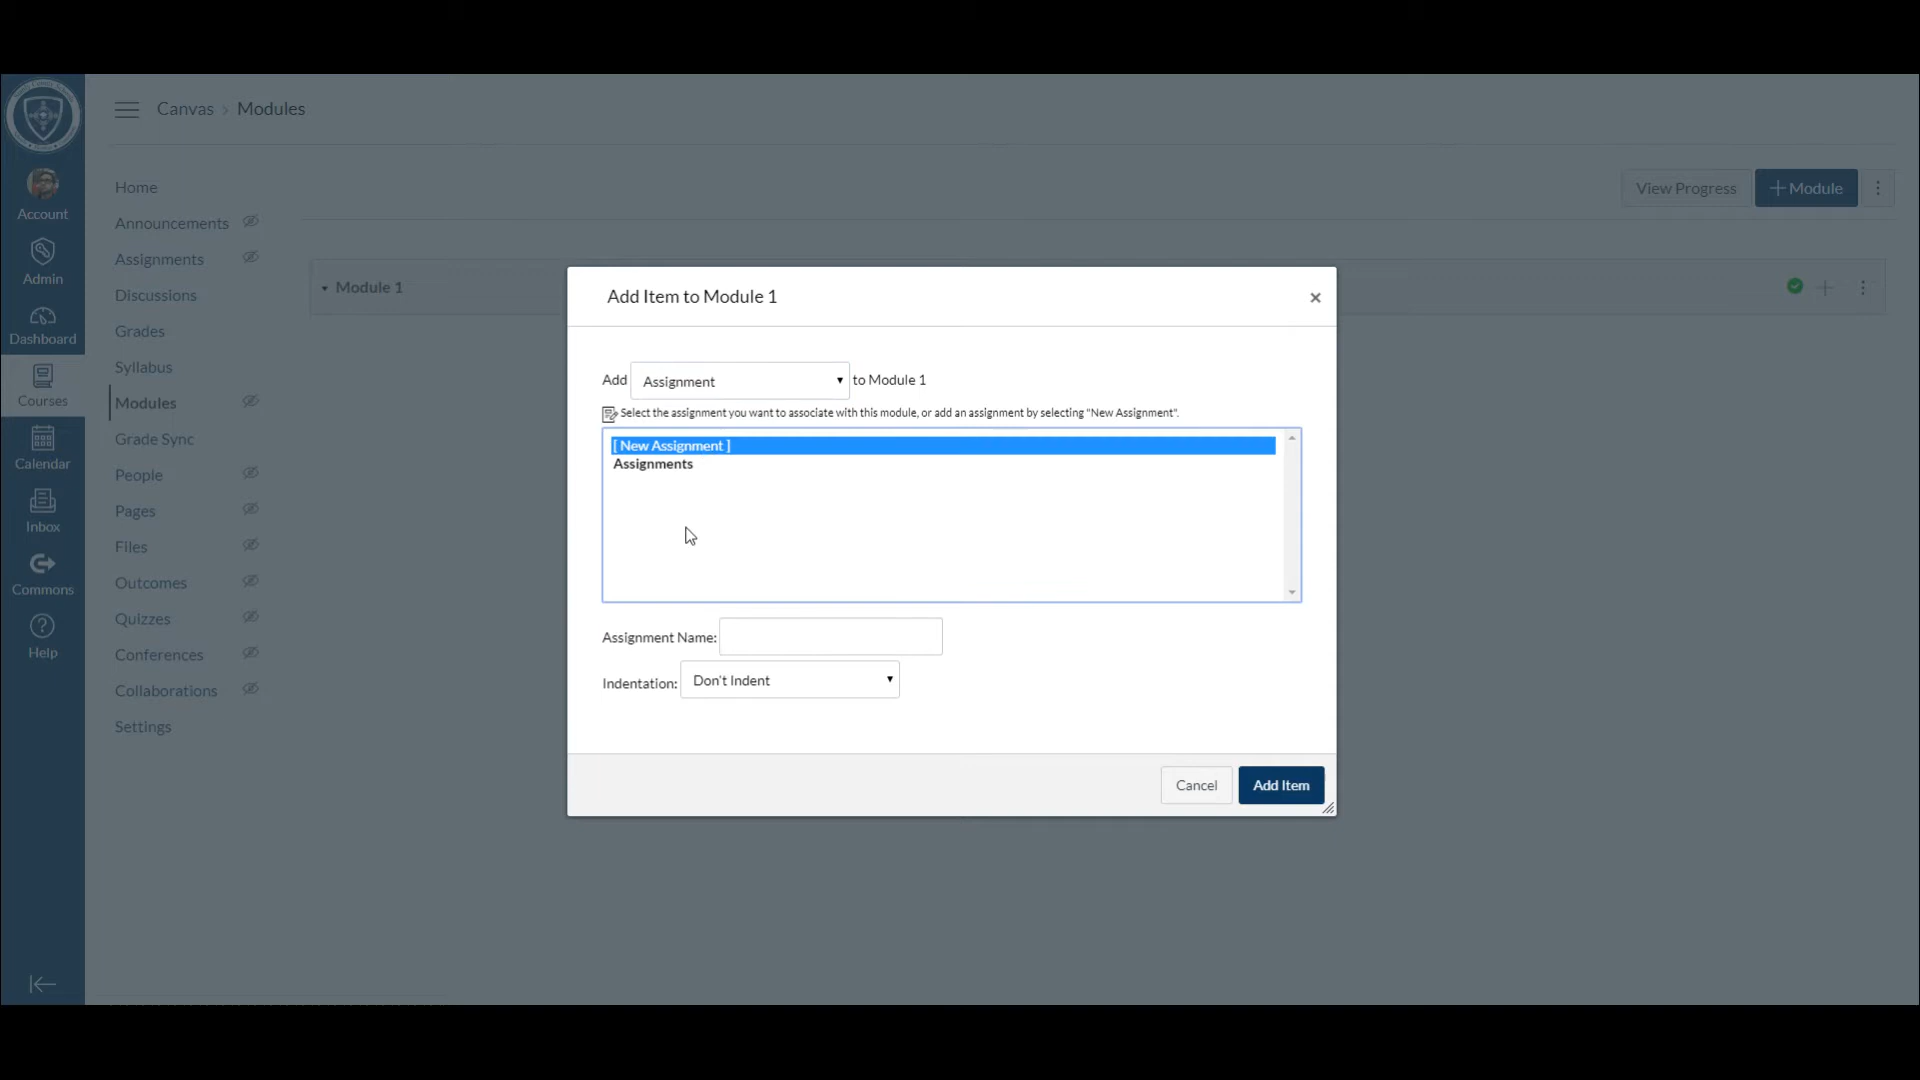 Canvas › Modules
Account
Admin
Dashboard
Courses
Calendar
Inbox
Commons
Help
Home
Announcements
Assignments
Discussions
Grades
Syllabus
Modules
Grade Sync
People
Pages
Files
Outcomes
Quizzes
Conferences
Collaborations
Settings
View Progress
+ Module
Module 1
Add Item to Module 1
Add Assignment to Module 1
Select the assignment you want to associate with this module, or add an assignment by selecting "New Assignment".
[ New Assignment ]
Assignments
Assignment Name:
Indentation: Don't Indent
Cancel
Add Item